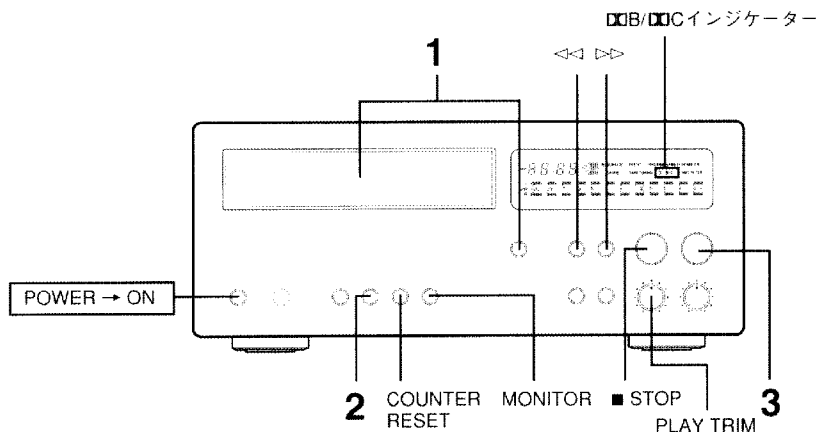 B/Cインジケーター
1
◁◁ ▷▷
POWER → ON
2
COUNTER
RESET
MONITOR
■ STOP
PLAY TRIM
3